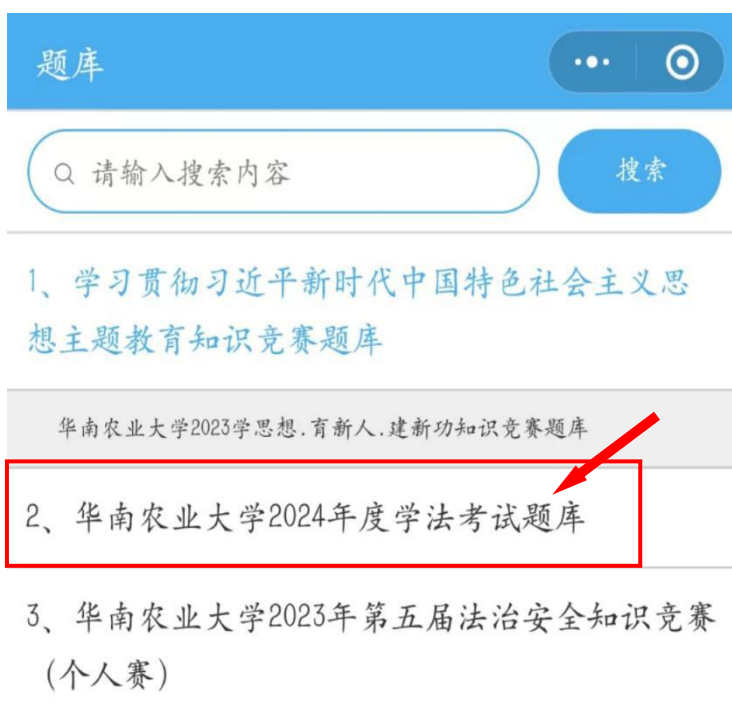 题库
请输入搜索内容
搜索
1、学习贯彻习近平新时代中国特色社会主义思
想主题教育知识竞赛题库
华南农业大学2023学思想.育新人.建新功知识竞赛题库
2、华南农业大学2024年度学法考试题库
3、华南农业大学2023年第五届法治安全知识竞赛
(个人赛)